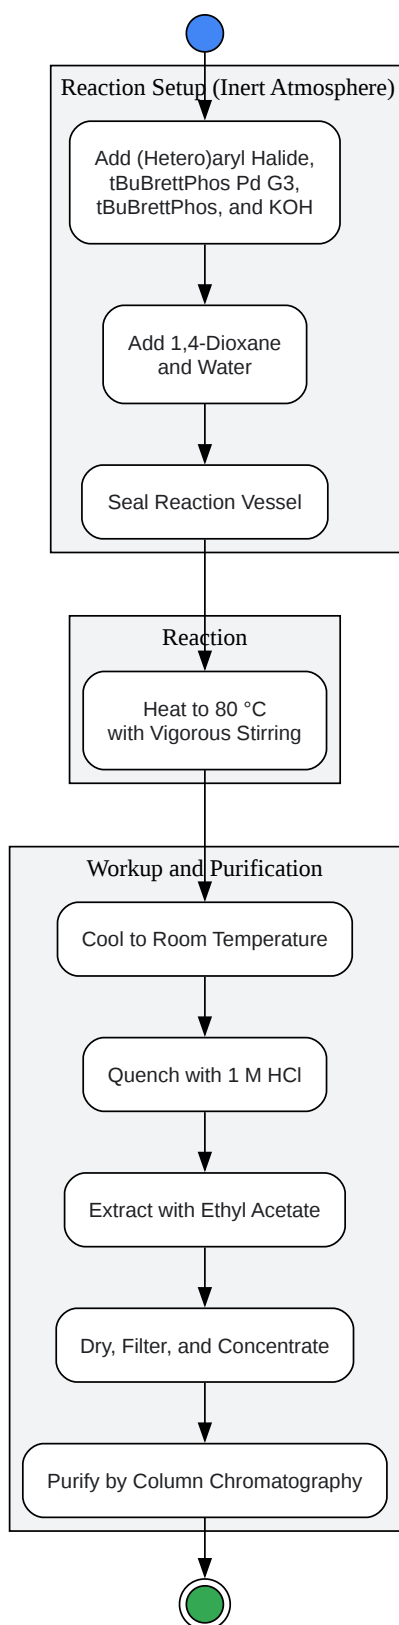 Reaction Setup (Inert Atmosphere)
Add (Hetero)aryl Halide,
tBuBrettPhos Pd G3,
tBuBrettPhos, and KOH
Add 1,4-Dioxane
and Water
Seal Reaction Vessel
Reaction
Heat to 80 °C
with Vigorous Stirring
Workup and Purification
Cool to Room Temperature
Quench with 1 M HCl
Extract with Ethyl Acetate
Dry, Filter, and Concentrate
Purify by Column Chromatography